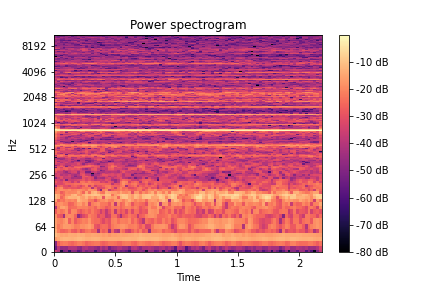 Power spectrogram
8192
4096
2048
1024
512
256
128
64
0
Hz
0
0.5
1
1.5
2
Time
-10 dB
-20 dB
-30 dB
-40 dB
-50 dB
-60 dB
-70 dB
-80 dB